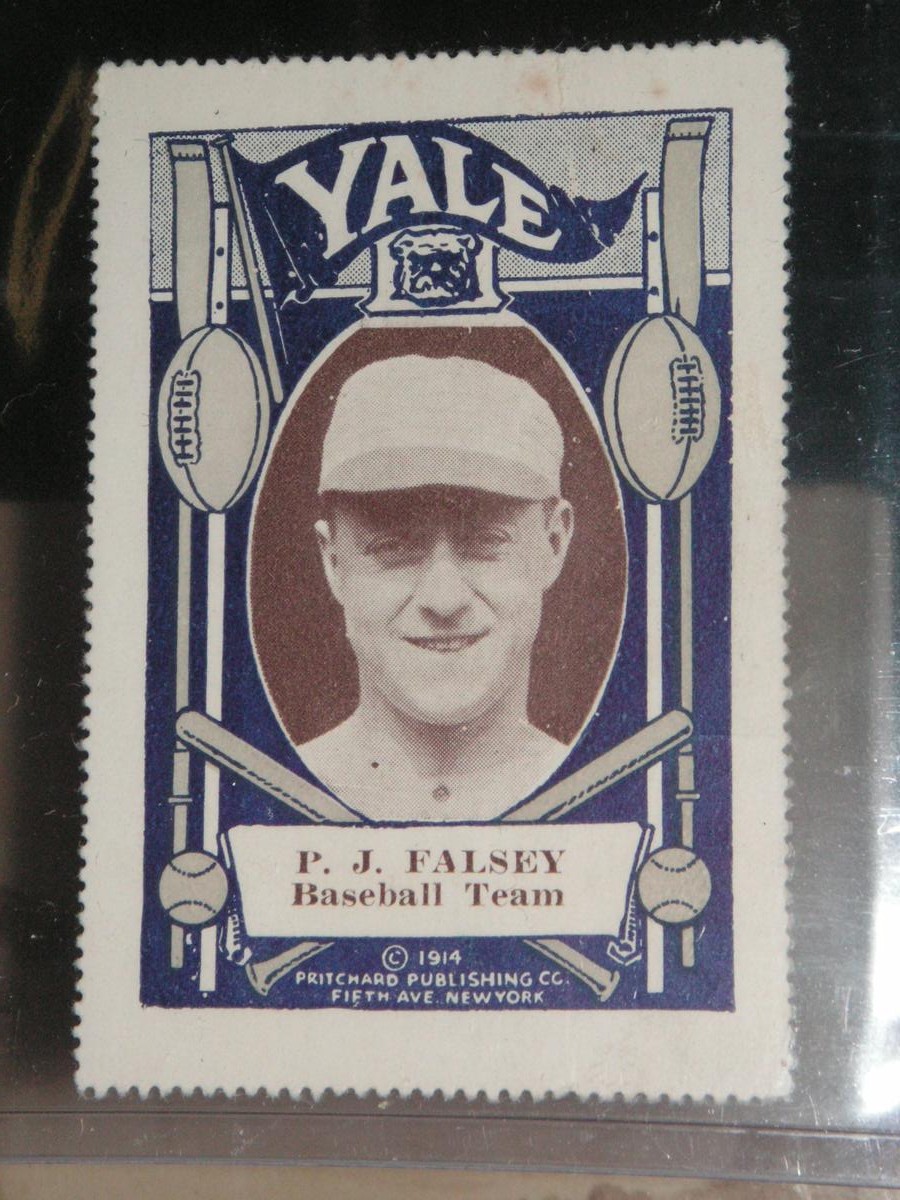 YALE
P. J. FALSEY
Baseball Team
© 1914
PRITCHARD PUBLISHING CO.
FIFTH AVE. NEW YORK